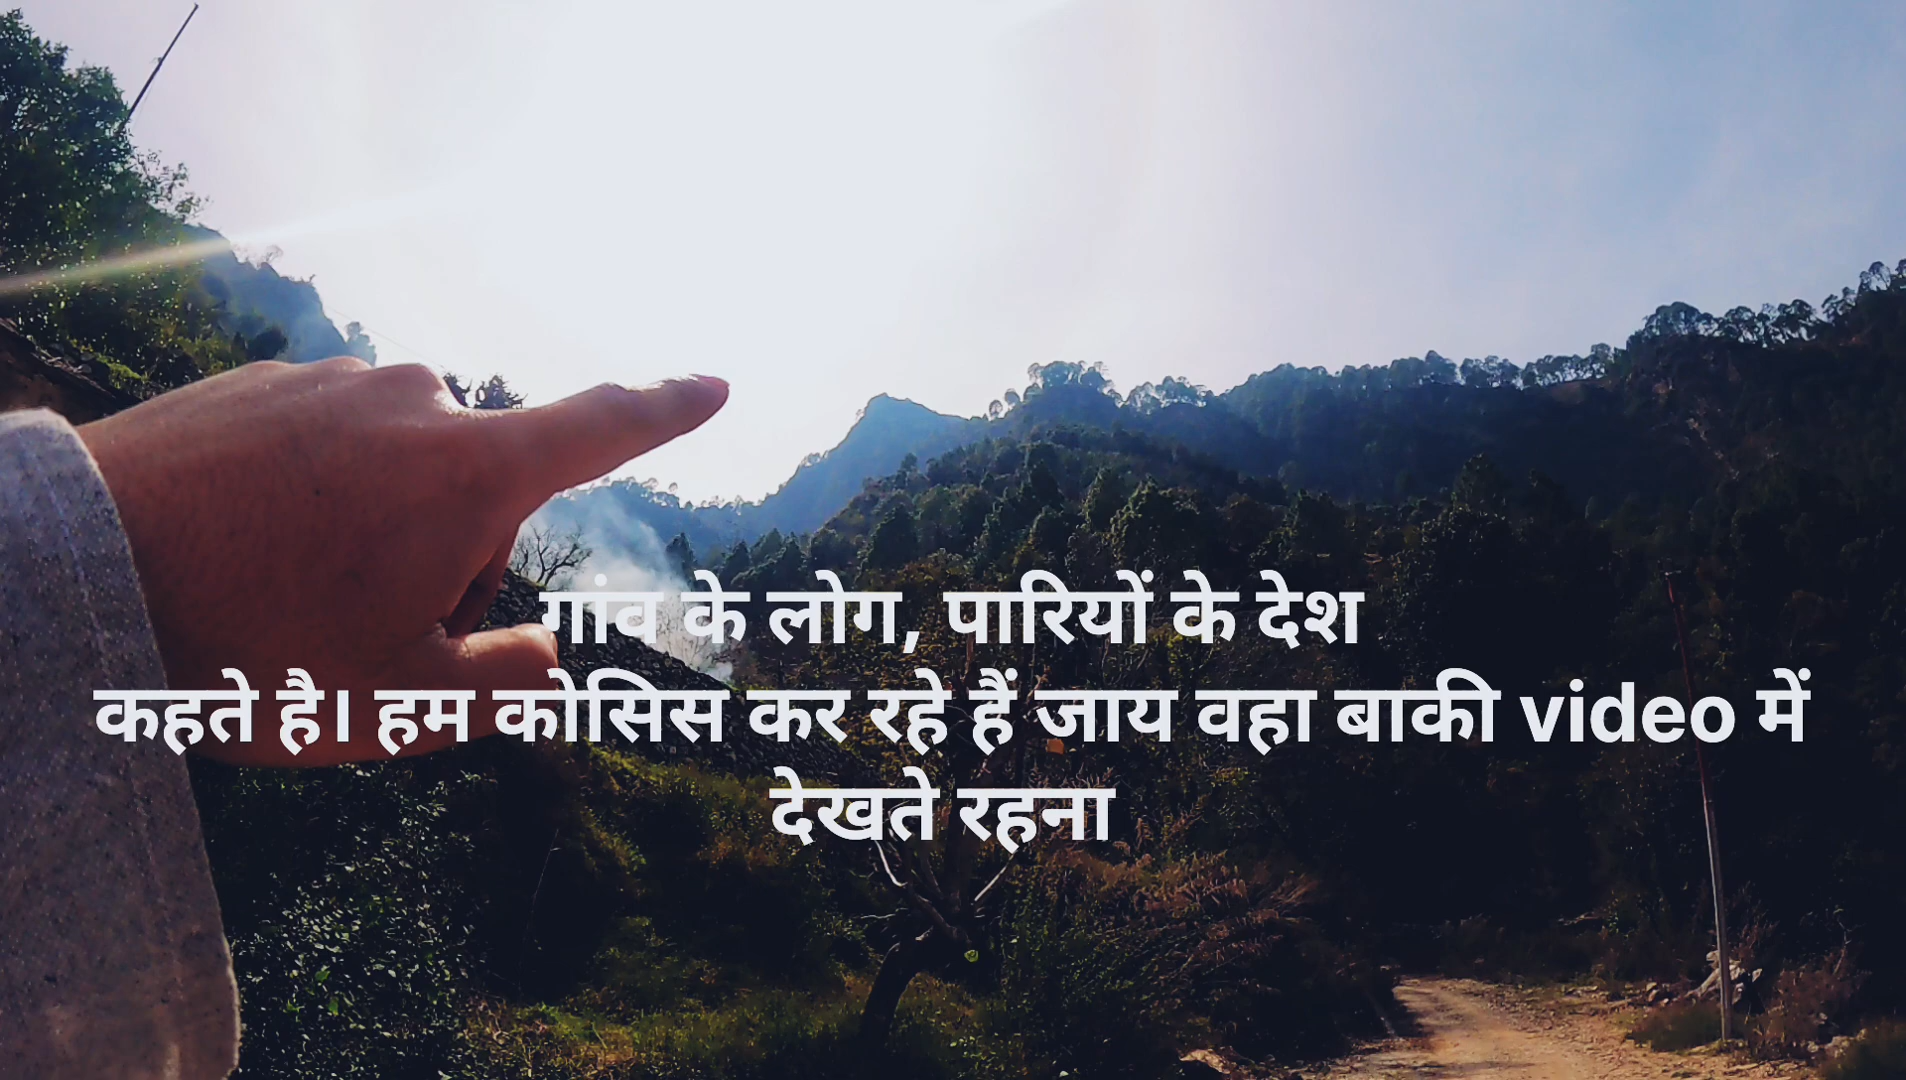 गांव के लोग, पारियों के देश
कहते है। हम कोसिस कर रहे हैं जाय वहा बाकी video में
देखते रहना